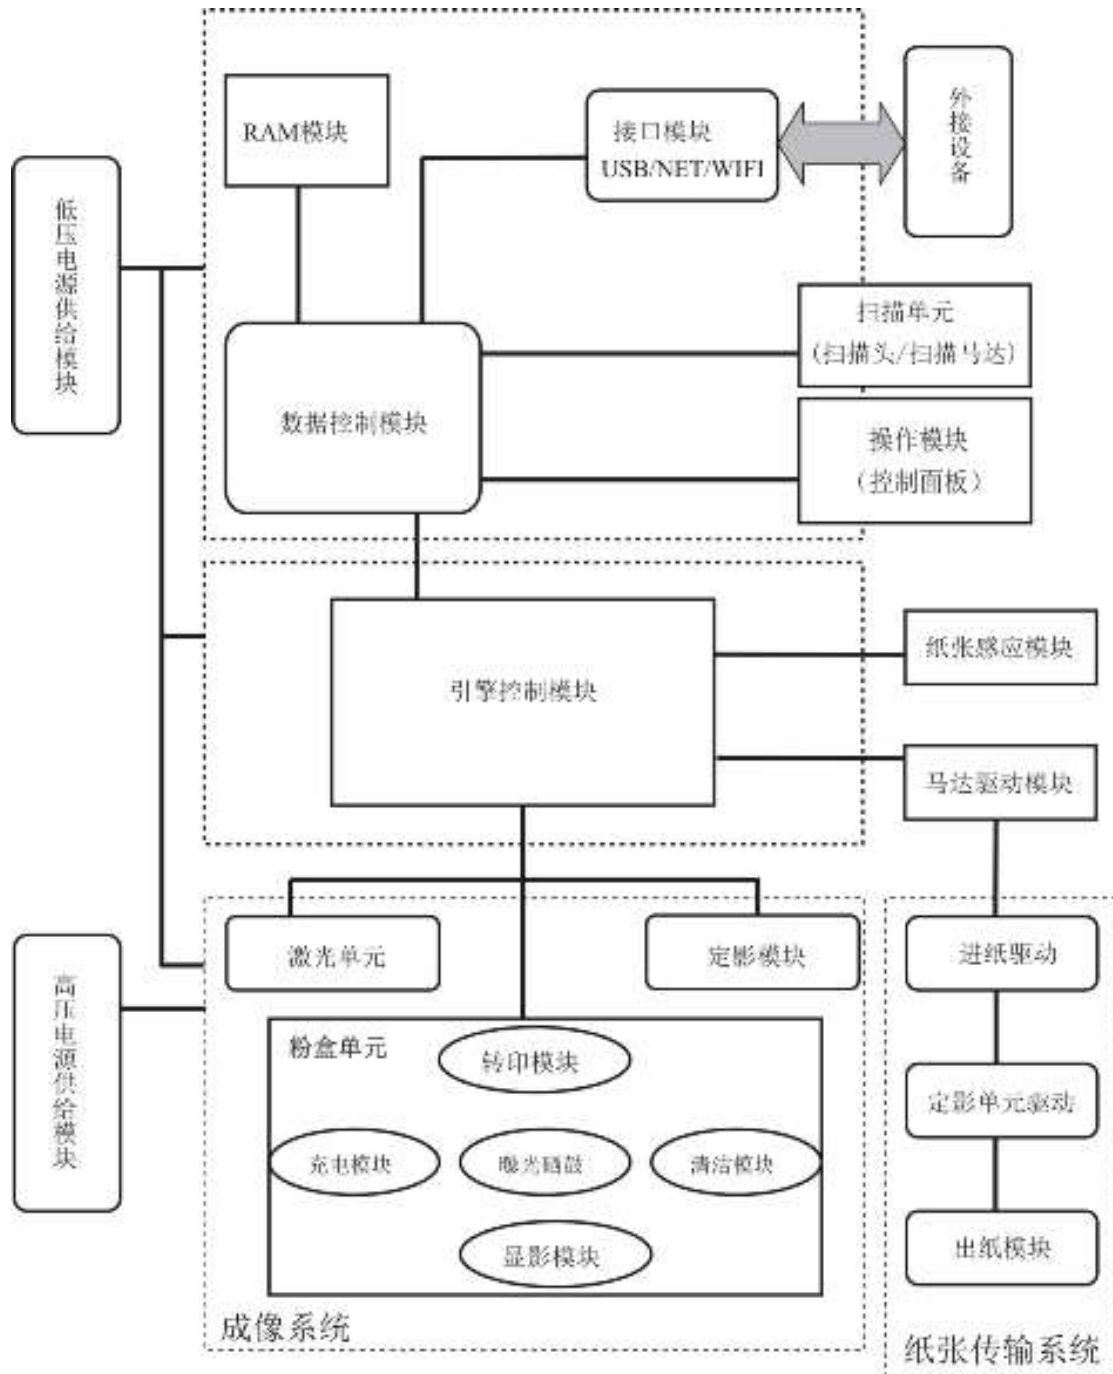 RAM模块
接口模块
USB/NET/WIFI
外接设备
低压电源供给模块
扫描单元
(扫描头/扫描马达)
数据控制模块
操作模块
（控制面板）
引擎控制模块
纸张感应模块
马达驱动模块
激光单元
定影模块
进纸驱动
高压电源供给模块
粉盒单元
转印模块
定影单元驱动
充电模块
曝光硒鼓
清洁模块
显影模块
出纸模块
成像系统
纸张传输系统